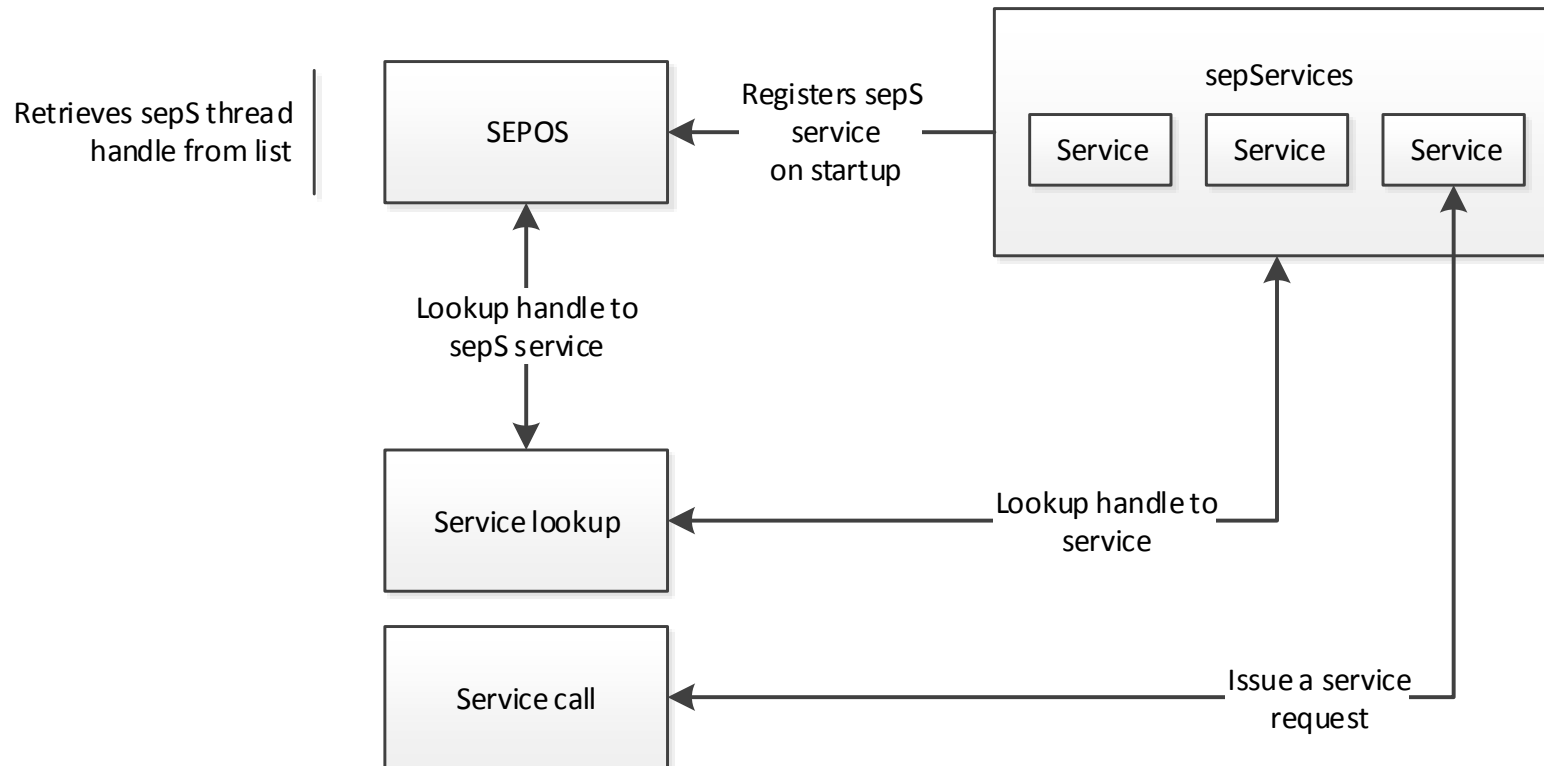 Retrieves sepS thread
handle from list
SEPOS
Registers sepS
service
on startup
sepServices
Service
Service
Service
Lookup handle to
sepS service
Service lookup
Lookup handle to
service
Service call
Issue a service
request